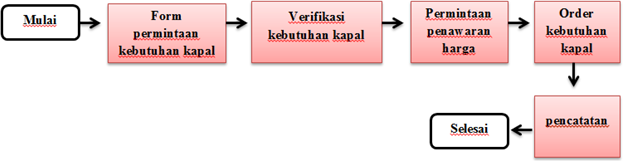 Mulai
Form
permintaan
kebutuhan kapal
Verifikasi
kebutuhan kapal
Permintaan
penawaran
harga
Order
kebutuhan
kapal
pencatatan
Selesai